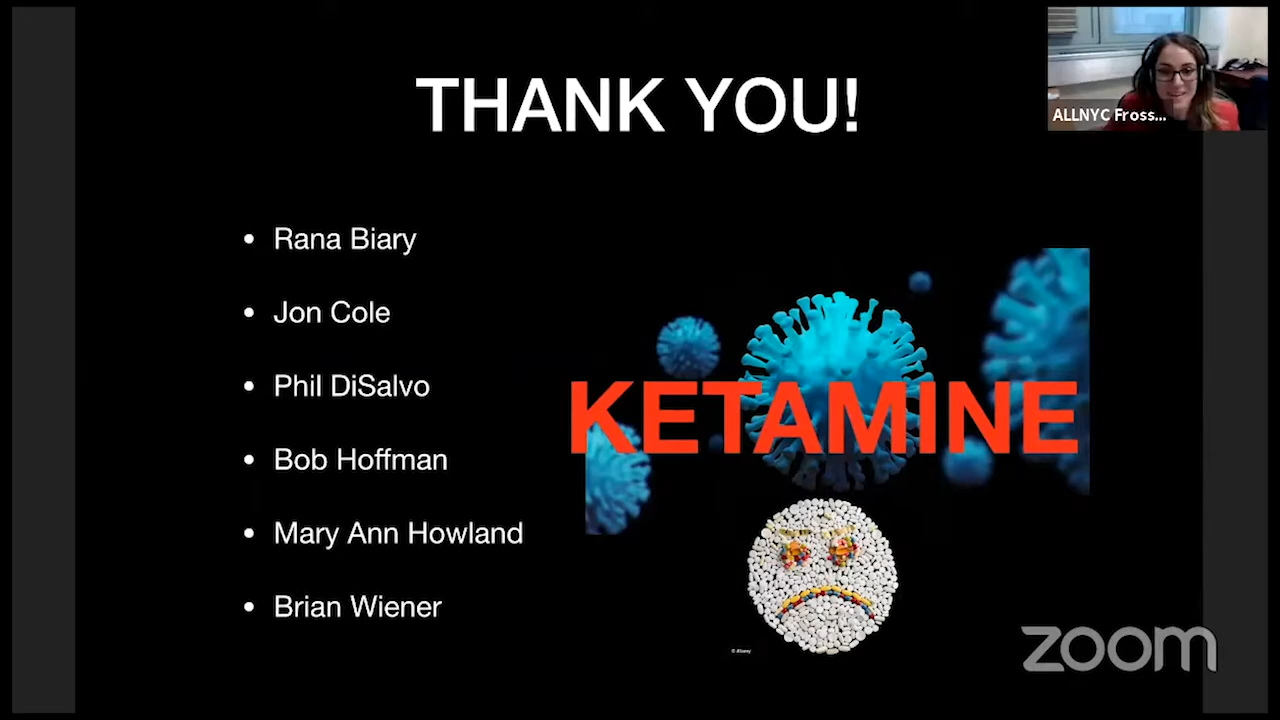 THANK YOU!
ALLNYC Fross...
• Rana Biary
• Jon Cole
• Phil DiSalvo
• Bob Hoffman
• Mary Ann Howland
• Brian Wiener
KETAMINE
© Alamy
zoom